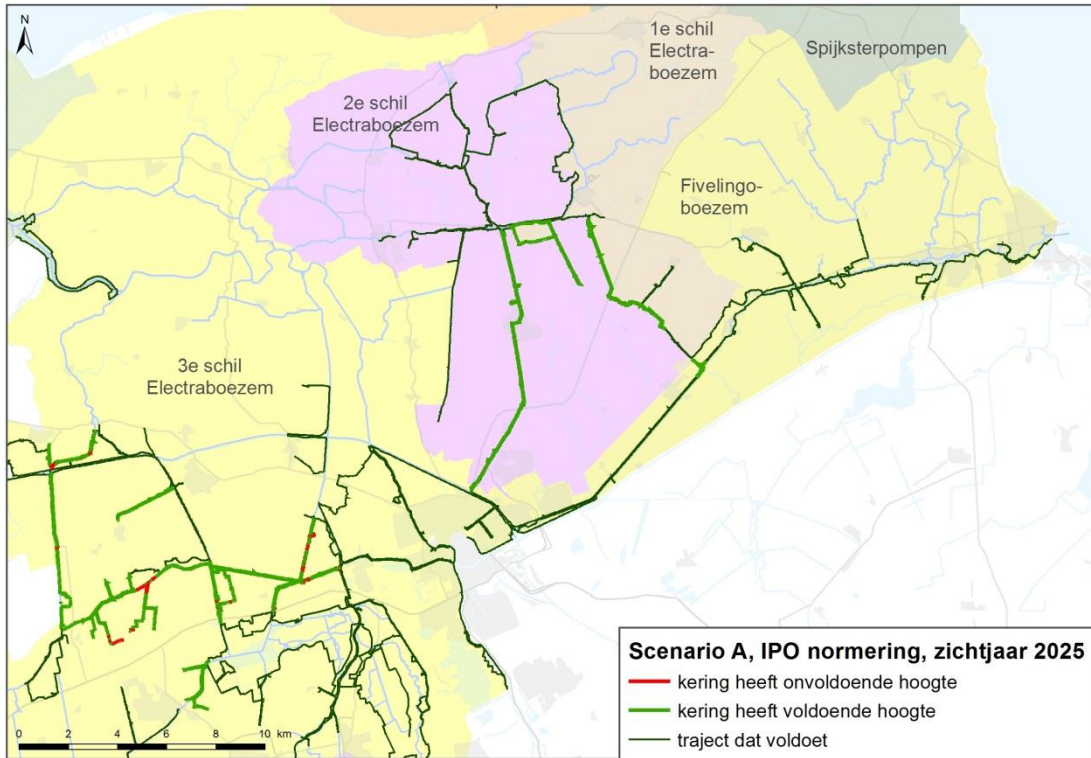 N
1e schil
Electra-
boezem
Spijksterpompen
2e schil
Electraboezem
Fivelingo-
boezem
3e schil
Electraboezem
Scenario A, IPO normering, zichtjaar 2025
kering heeft onvoldoende hoogte
kering heeft voldoende hoogte
traject dat voldoet
0 2 4 6 8 10 km